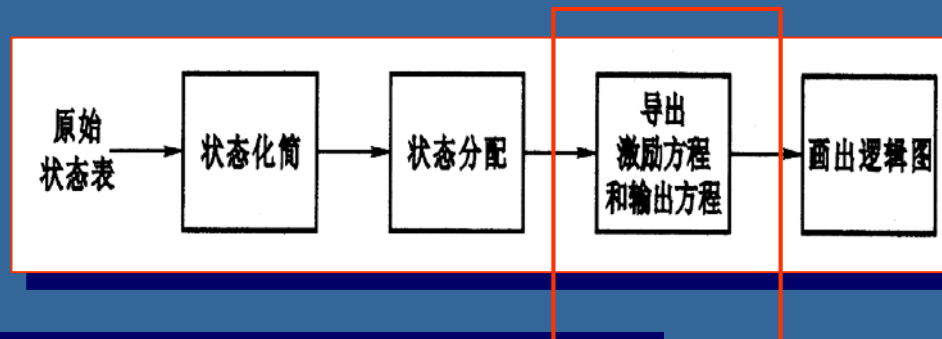 原始
状态表
状态化简
状态分配
导出
激励方程
和输出方程
画出逻辑图